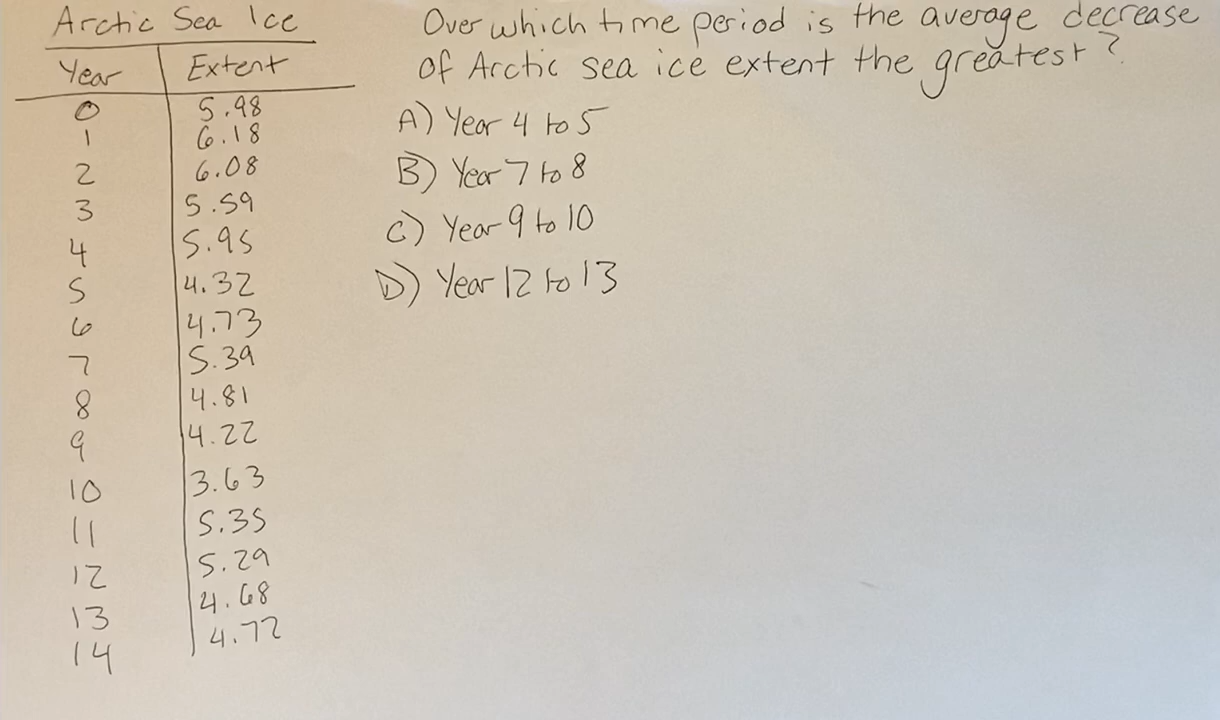 Arctic Sea Ice
Year Extent
0 5.98
1 6.18
2 6.08
3 5.59
4 5.95
5 4.32
6 4.73
7 5.39
8 4.81
9 4.22
10 3.63
11 5.35
12 5.29
13 4.68
14 4.72
Over which time period is the average decrease
of Arctic sea ice extent the greatest?
A) Year 4 to 5
B) Year 7 to 8
C) Year 9 to 10
D) Year 12 to 13